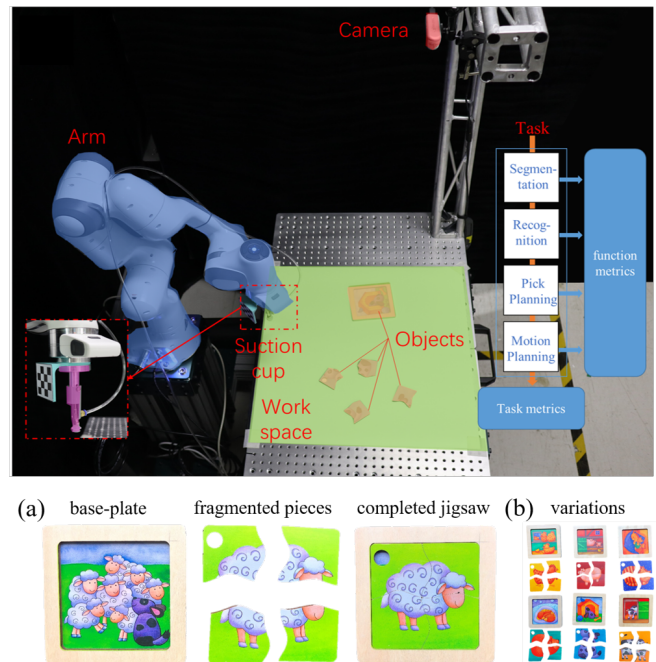 Camera
Arm
Task
Segmen-
tation
Recog-
nition
Pick
Planning
Motion
Planning
function
metrics
Task metrics
Suction
cup
Objects
Work
space
(a) base-plate fragmented pieces completed jigsaw (b) variations